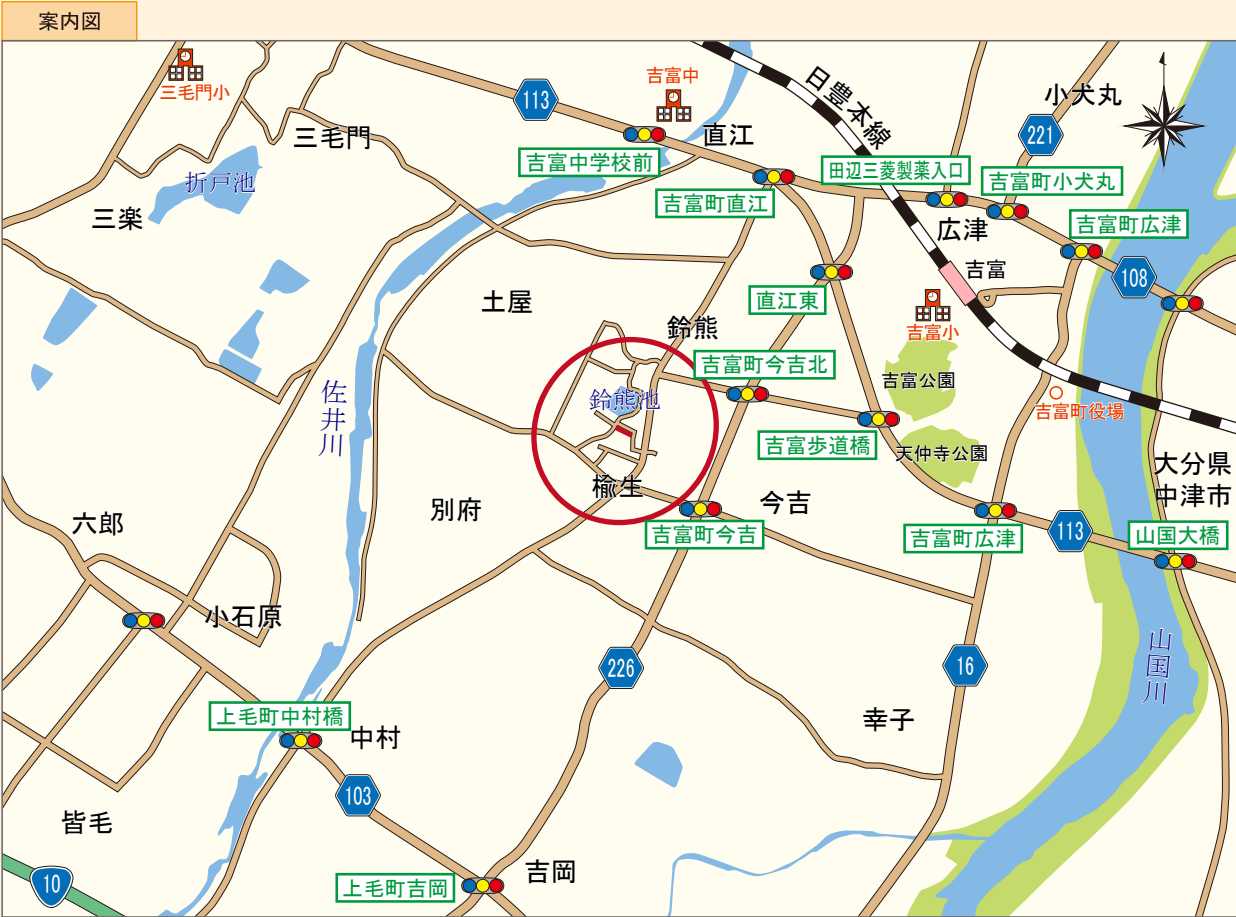 案内図
三毛門小
三毛門
折戸池
三楽
113
吉富中
直江
吉富中学校前
吉富町直江
日豊本線
田辺三菱製薬入口
小犬丸
221
吉富町小犬丸
広津
吉富町広津
吉富
108
土屋
直江東
吉富小
鈴熊
吉富町今吉北
吉富公園
佐井川
鈴熊池
吉富町役場
吉富歩道橋
天仲寺公園
大分県
中津市
楡生
別府
今吉
六郎
吉富町今吉
吉富町広津
113
山国大橋
小石原
226
16
山国川
上毛町中村橋
中村
幸子
103
皆毛
10
上毛町吉岡
吉岡